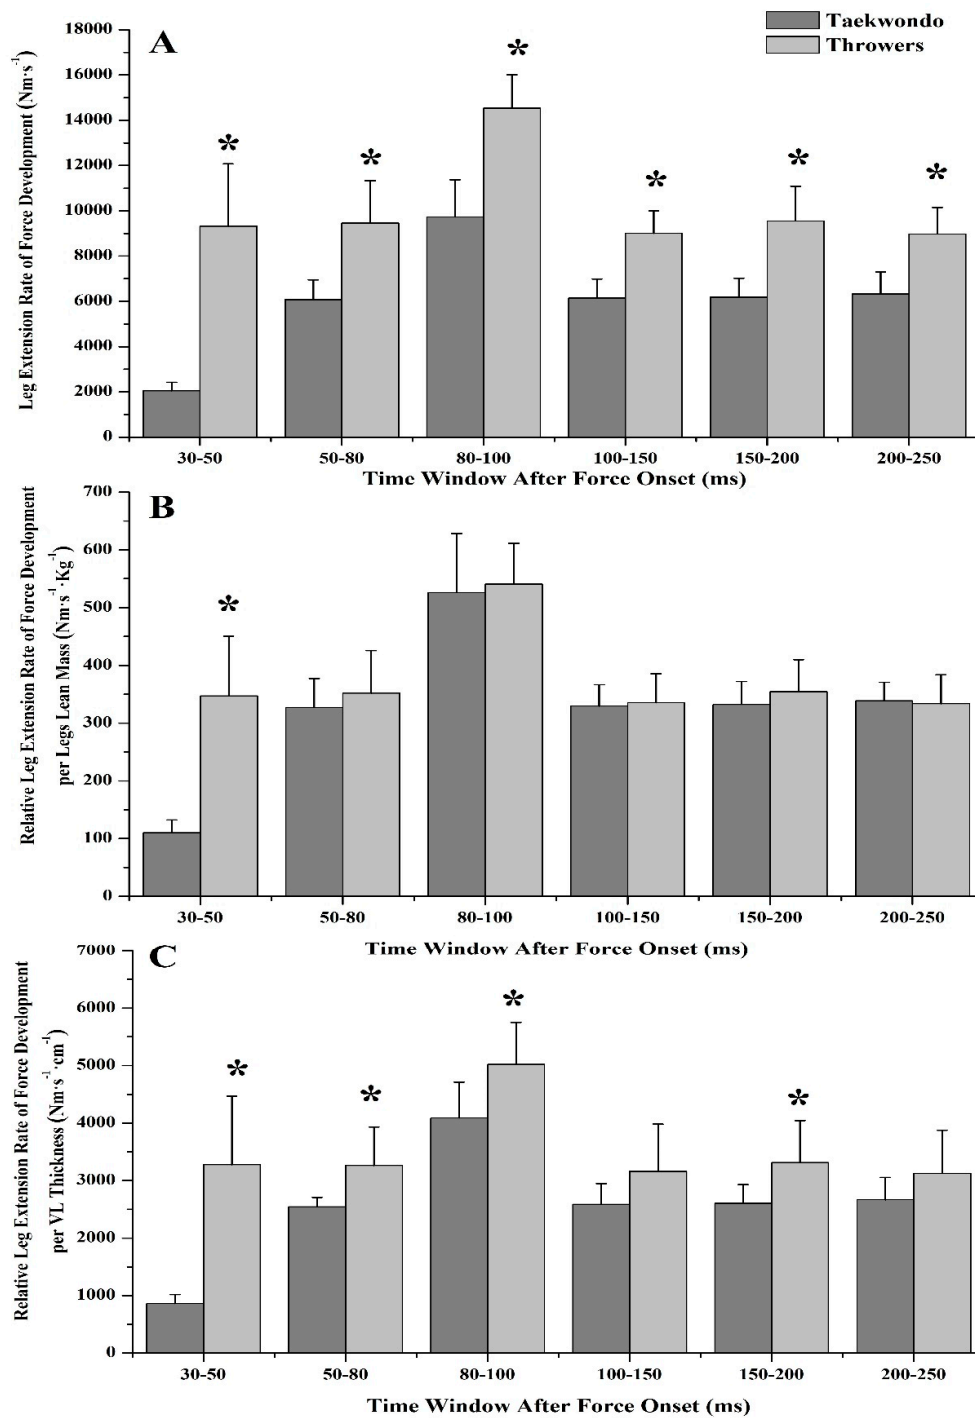 Taekwondo
Throwers
A
*
*
*
*
*
*
Leg Extension Rate of Force Development (Nm·s⁻¹)
18000
16000
14000
12000
10000
8000
6000
4000
2000
0
30-50 50-80 80-100 100-150 150-200 200-250
Time Window After Force Onset (ms)
B
*
Relative Leg Extension Rate of Force Development
per Legs Lean Mass (Nm·s⁻¹·Kg⁻¹)
700
600
500
400
300
200
100
0
30-50 50-80 80-100 100-150 150-200 200-250
Time Window After Force Onset (ms)
C
*
*
*
*
Relative Leg Extension Rate of Force Development
per VL Thickness (Nm·s⁻¹·cm⁻¹)
7000
6000
5000
4000
3000
2000
1000
0
30-50 50-80 80-100 100-150 150-200 200-250
Time Window After Force Onset (ms)